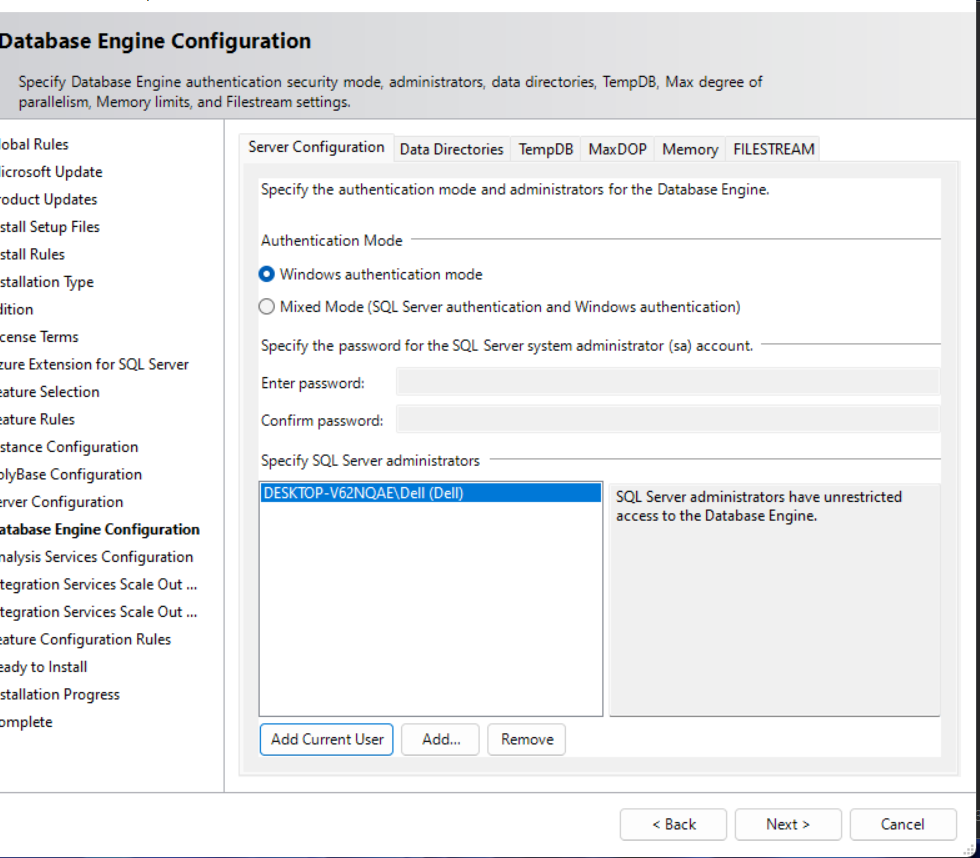 Database Engine Configuration
Specify Database Engine authentication security mode, administrators, data directories, TempDB, Max degree of
parallelism, Memory limits, and Filestream settings.
lobal Rules
icrosoft Update
roduct Updates
stall Setup Files
stall Rules
stallation Type
dition
cense Terms
zure Extension for SQL Server
eature Selection
eature Rules
stance Configuration
olyBase Configuration
erver Configuration
atabase Engine Configuration
nalysis Services Configuration
tegration Services Scale Out ...
tegration Services Scale Out ...
eature Configuration Rules
eady to Install
stallation Progress
omplete
Server Configuration Data Directories TempDB MaxDOP Memory FILESTREAM
Specify the authentication mode and administrators for the Database Engine.
Authentication Mode
Windows authentication mode
Mixed Mode (SQL Server authentication and Windows authentication)
Specify the password for the SQL Server system administrator (sa) account.
Enter password:
Confirm password:
Specify SQL Server administrators
DESKTOP-V62NQAE\Dell (Dell)
SQL Server administrators have unrestricted
access to the Database Engine.
Add Current User Add... Remove
< Back Next > Cancel